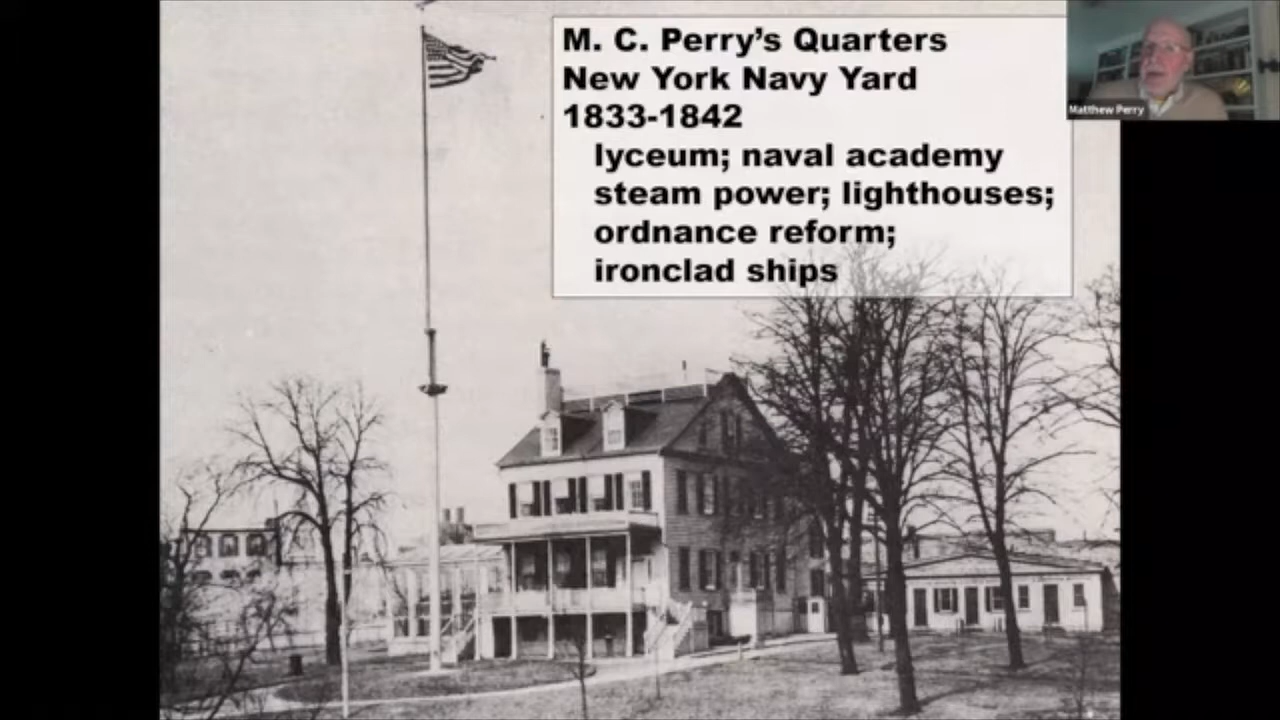 M. C. Perry's Quarters
New York Navy Yard
1833-1842
lyceum; naval academy
steam power; lighthouses;
ordnance reform;
ironclad ships
Matthew Perry